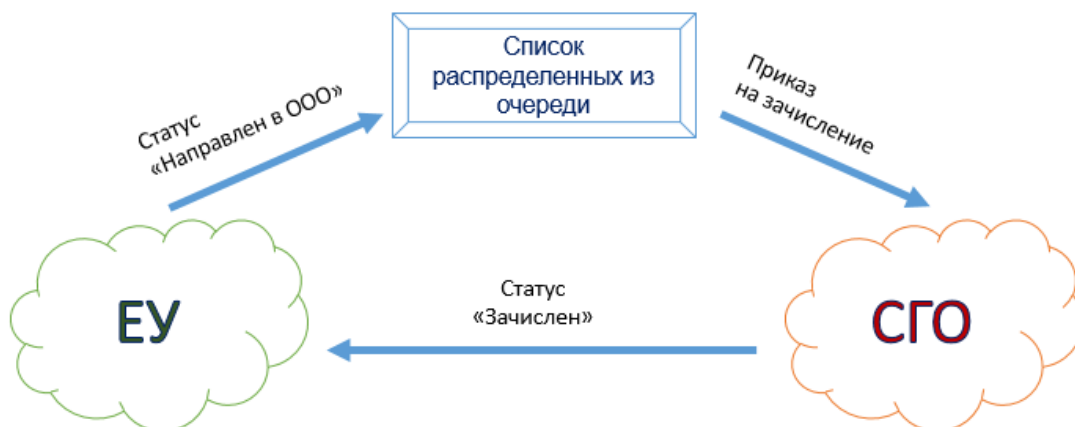 Список
распределенных из
очереди
Статус
«Направлен в ООО»
Приказ
на зачисление
ЕУ
Статус
«Зачислен»
СГО